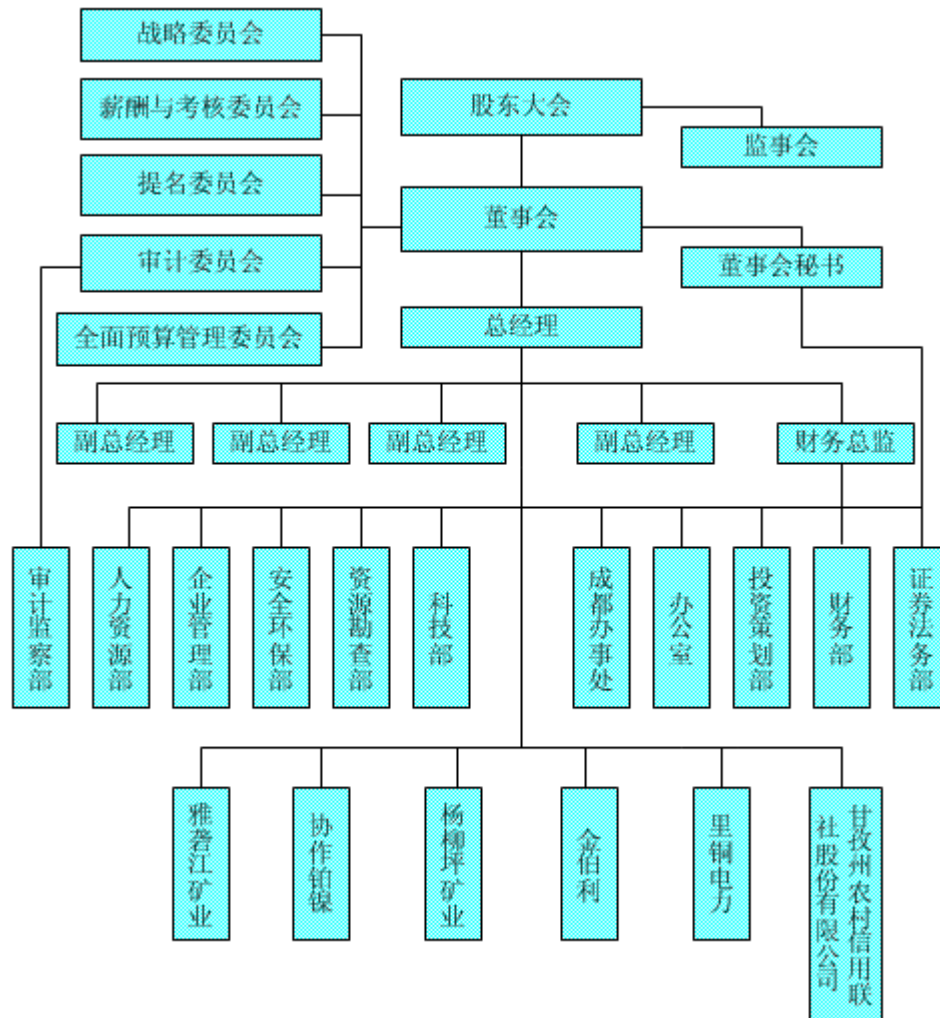 战略委员会
薪酬与考核委员会
股东大会
监事会
提名委员会
董事会
审计委员会
董事会秘书
全面预算管理委员会
总经理
副总经理
副总经理
副总经理
副总经理
财务总监
审计监察部
人力资源部
企业管理部
安全环保部
资源勘查部
科技部
成都办事处
办公室
投资策划部
财务部
证券法务部
雅砻江矿业
协作铂镍
杨柳坪矿业
金伯利
里铜电力
甘孜州农村信用联
社股份有限公司